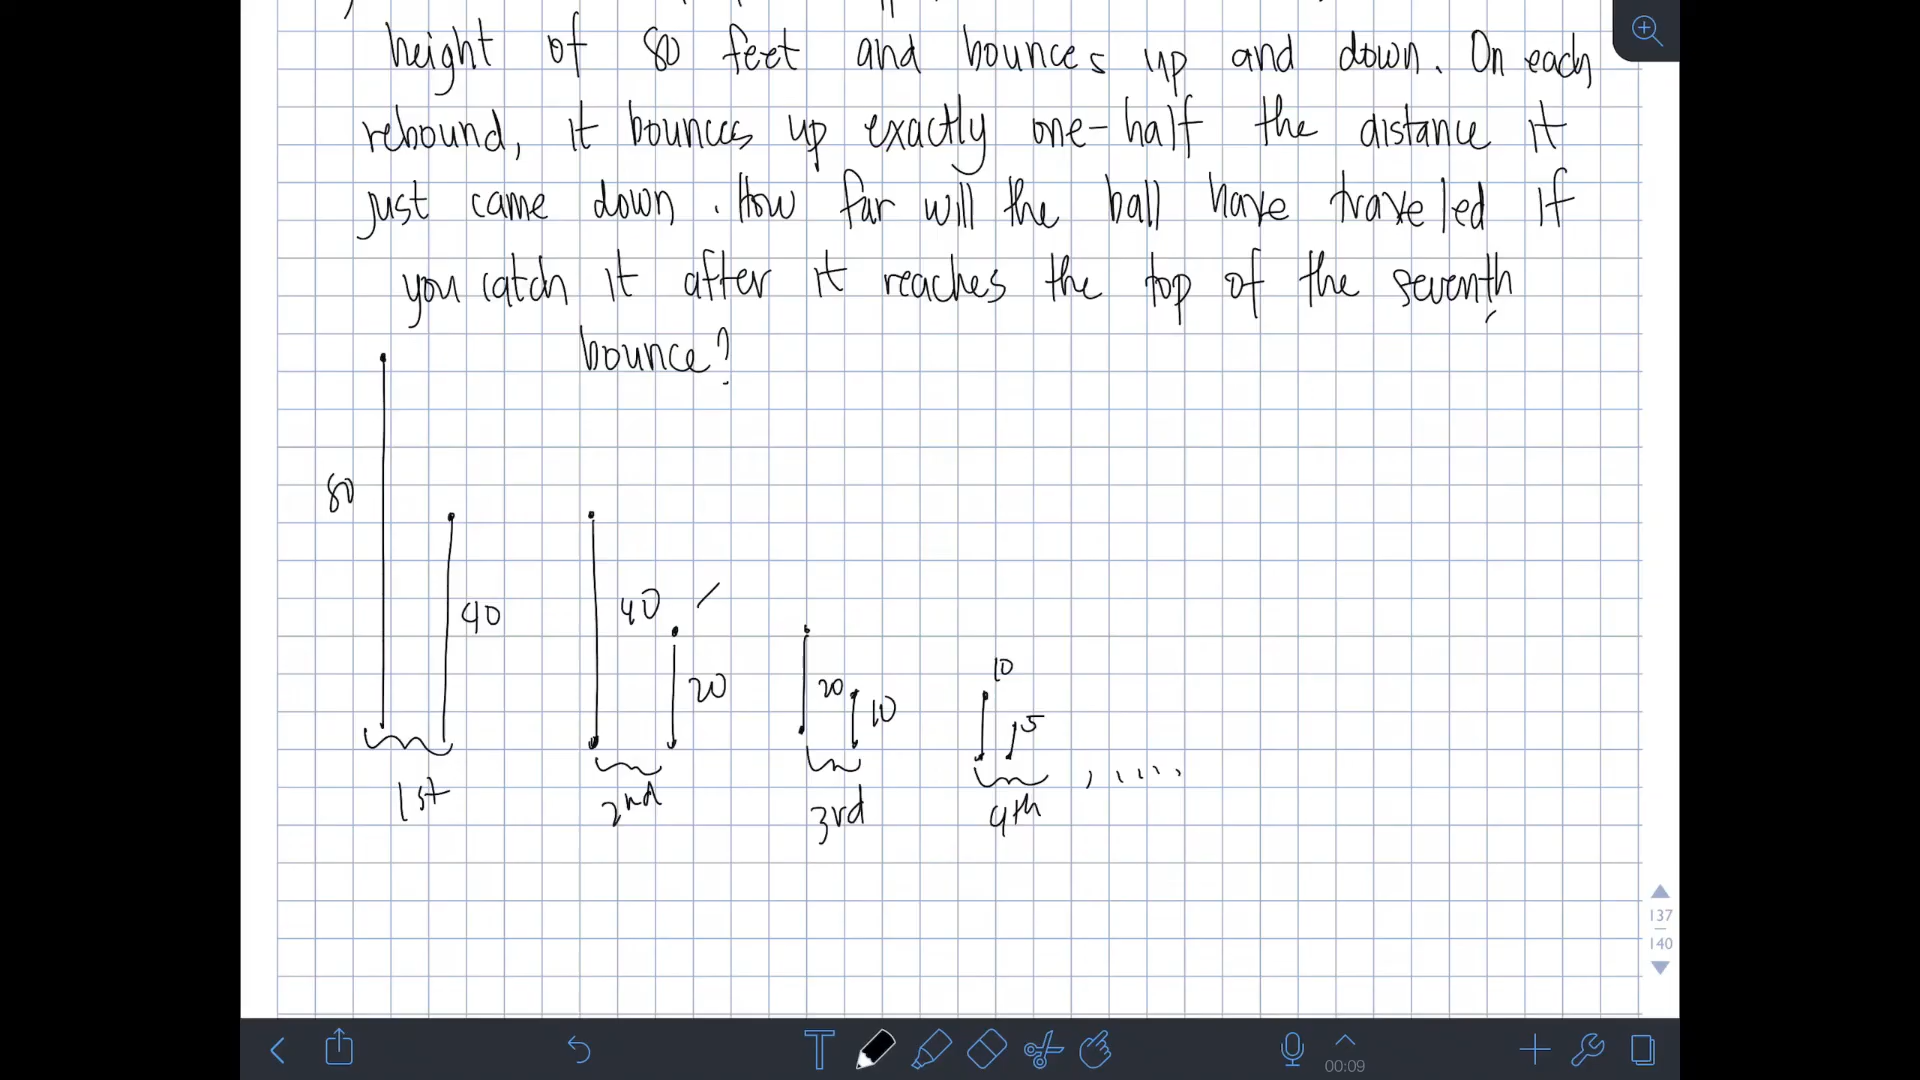 height of 80 feet and bounces up and down. On each
rebound, it bounces up exactly one-half the distance it
just came down. How far will the ball have traveled if
you catch it after it reaches the top of the seventh
bounce?
80
40
40
20
20
10
10
5
1st
2nd
3rd
4th
, ....
137
140
T
00:09